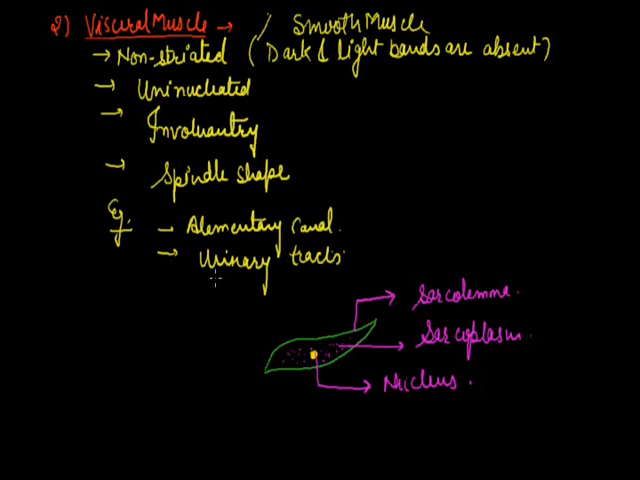 2) Visceral Muscle → / Smooth Muscle
→ Non-striated ( Dark & light bands are absent )
→ Uninucleated
→ Involuantry
→ Spindle shape
Eg. → Alementary canal.
→ Urinary tracts
Sarcolemma.
Sarcoplasm.
Nucleus.